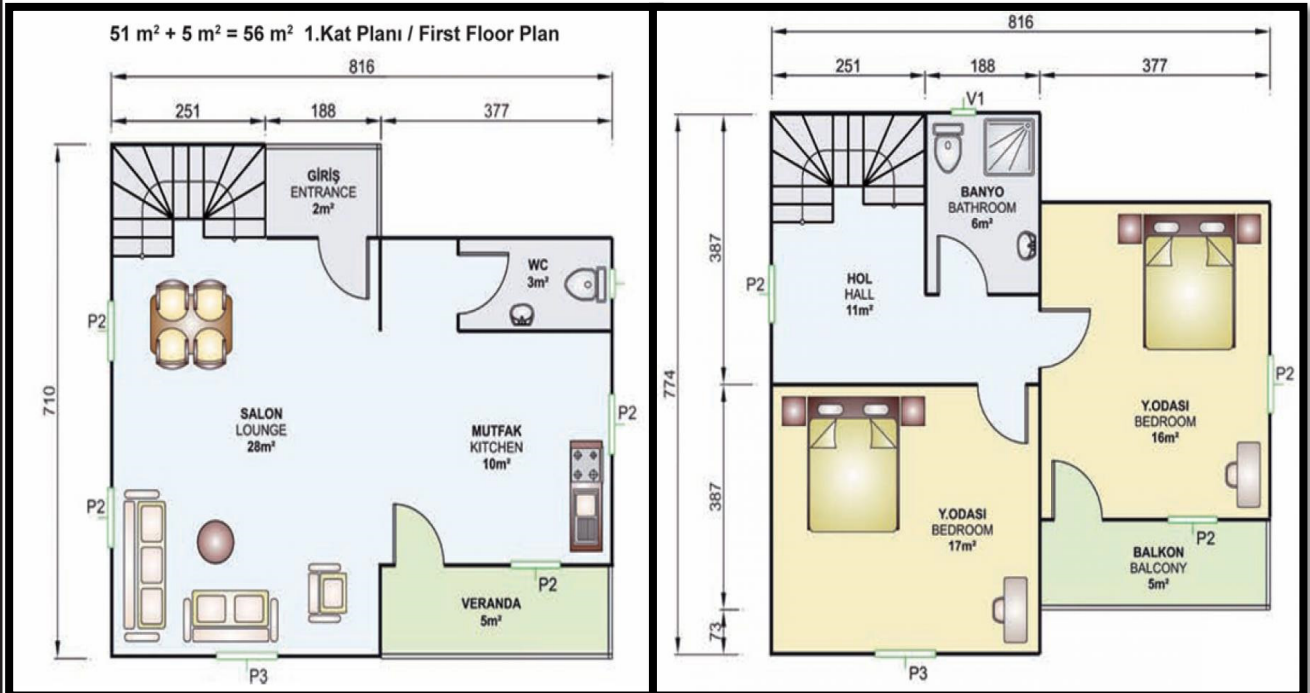 51 m² + 5 m² = 56 m² 1.Kat Planı / First Floor Plan
816
251
188
377
710
GİRİŞ
ENTRANCE
2m²
WC
3m²
P2
P2
P2
SALON
LOUNGE
28m²
MUTFAK
KITCHEN
10m²
P2
VERANDA
5m²
P3
816
251
188
377
V1
774
387
387
73
BANYO
BATHROOM
6m²
P2
HOL
HALL
11m²
P2
Y.ODASI
BEDROOM
16m²
Y.ODASI
BEDROOM
17m²
P2
BALKON
BALCONY
5m²
P3